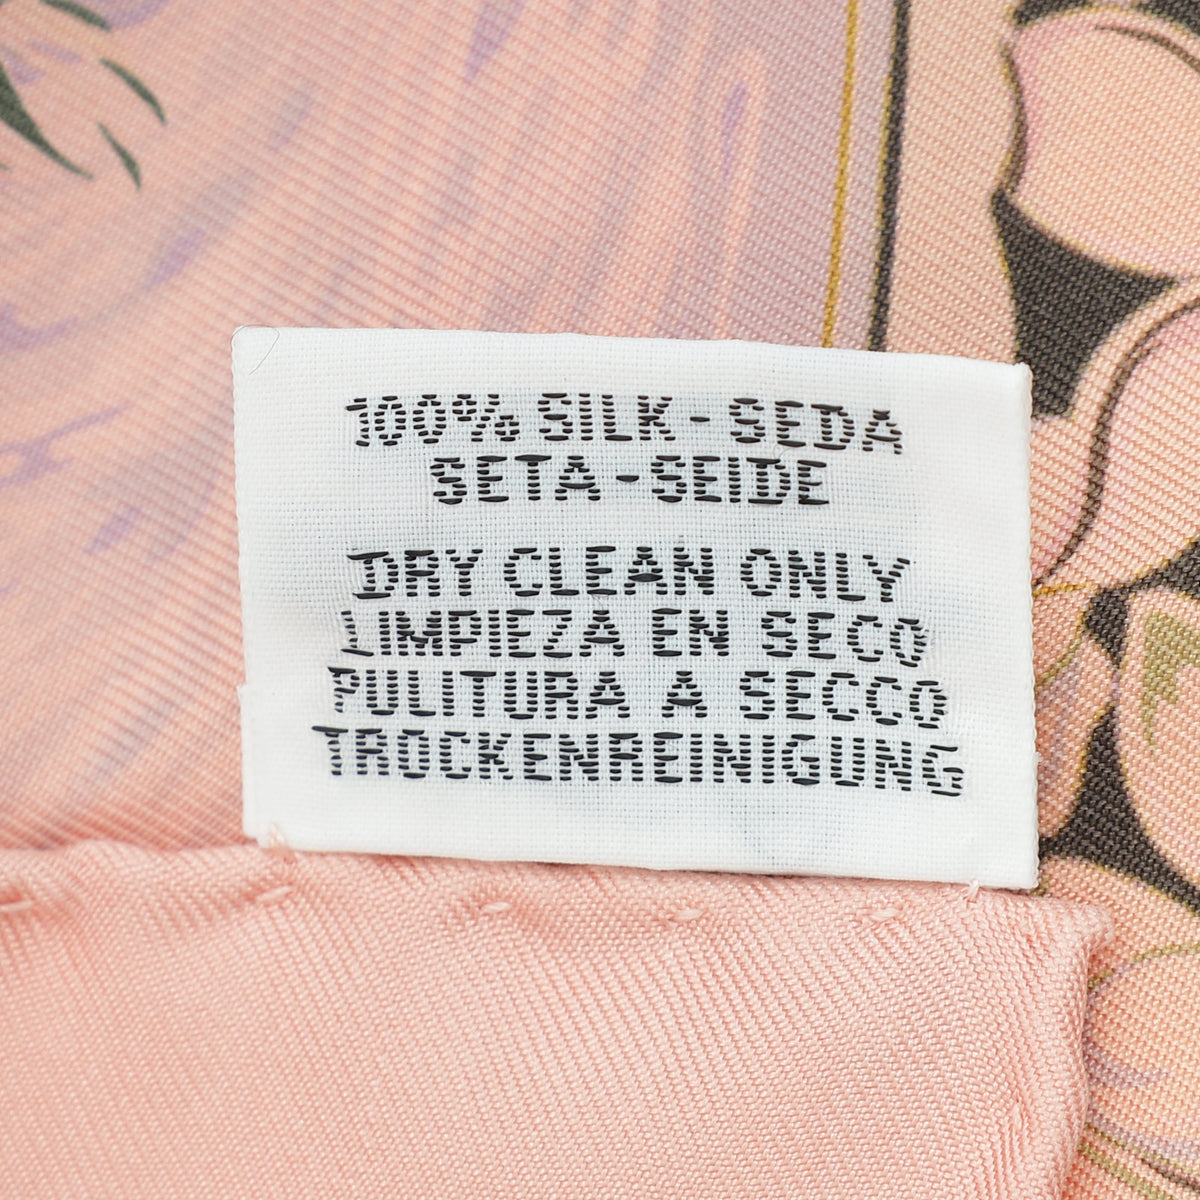 100% SILK - SEDA
SETA - SEIDE
DRY CLEAN ONLY
LIMPIEZA EN SECO
PULITURA A SECCO
TROCKENREINIGUNG